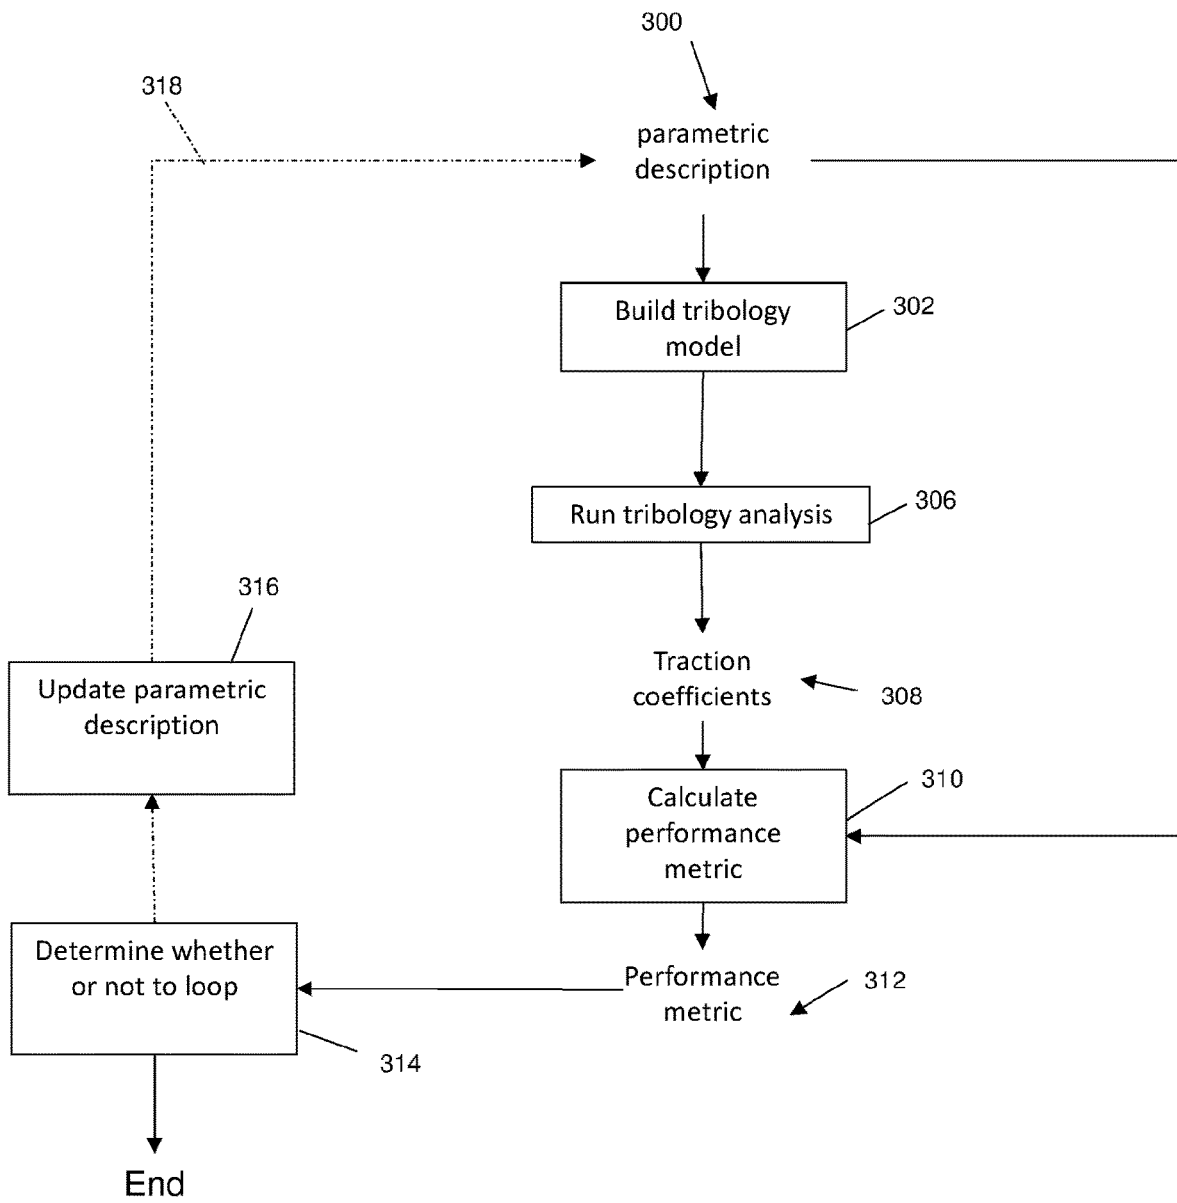 300
318
parametric
description
Build tribology
model
302
Run tribology analysis
306
316
Update parametric
description
Traction
coefficients
308
Calculate
performance
metric
310
Determine whether
or not to loop
Performance
metric
312
314
End